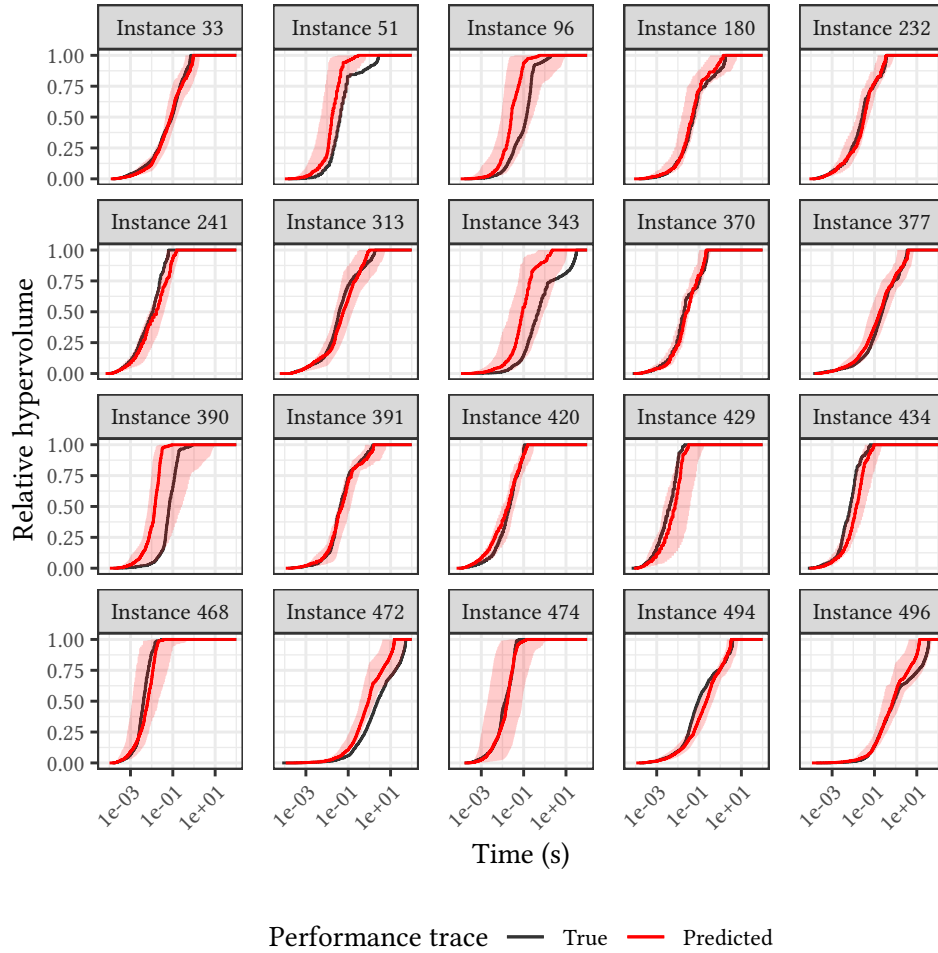 Instance 33 Instance 51 Instance 96 Instance 180 Instance 232
1.00
0.75
0.50
0.25
0.00
Instance 241 Instance 313 Instance 343 Instance 370 Instance 377
1.00
0.75
0.50
0.25
0.00
Instance 390 Instance 391 Instance 420 Instance 429 Instance 434
1.00
0.75
0.50
0.25
0.00
Instance 468 Instance 472 Instance 474 Instance 494 Instance 496
1.00
0.75
0.50
0.25
0.00
Relative hypervolume
1e−03 1e−01 1e+01 1e−03 1e−01 1e+01 1e−03 1e−01 1e+01 1e−03 1e−01 1e+01 1e−03 1e−01 1e+01
Time (s)
Performance trace True Predicted